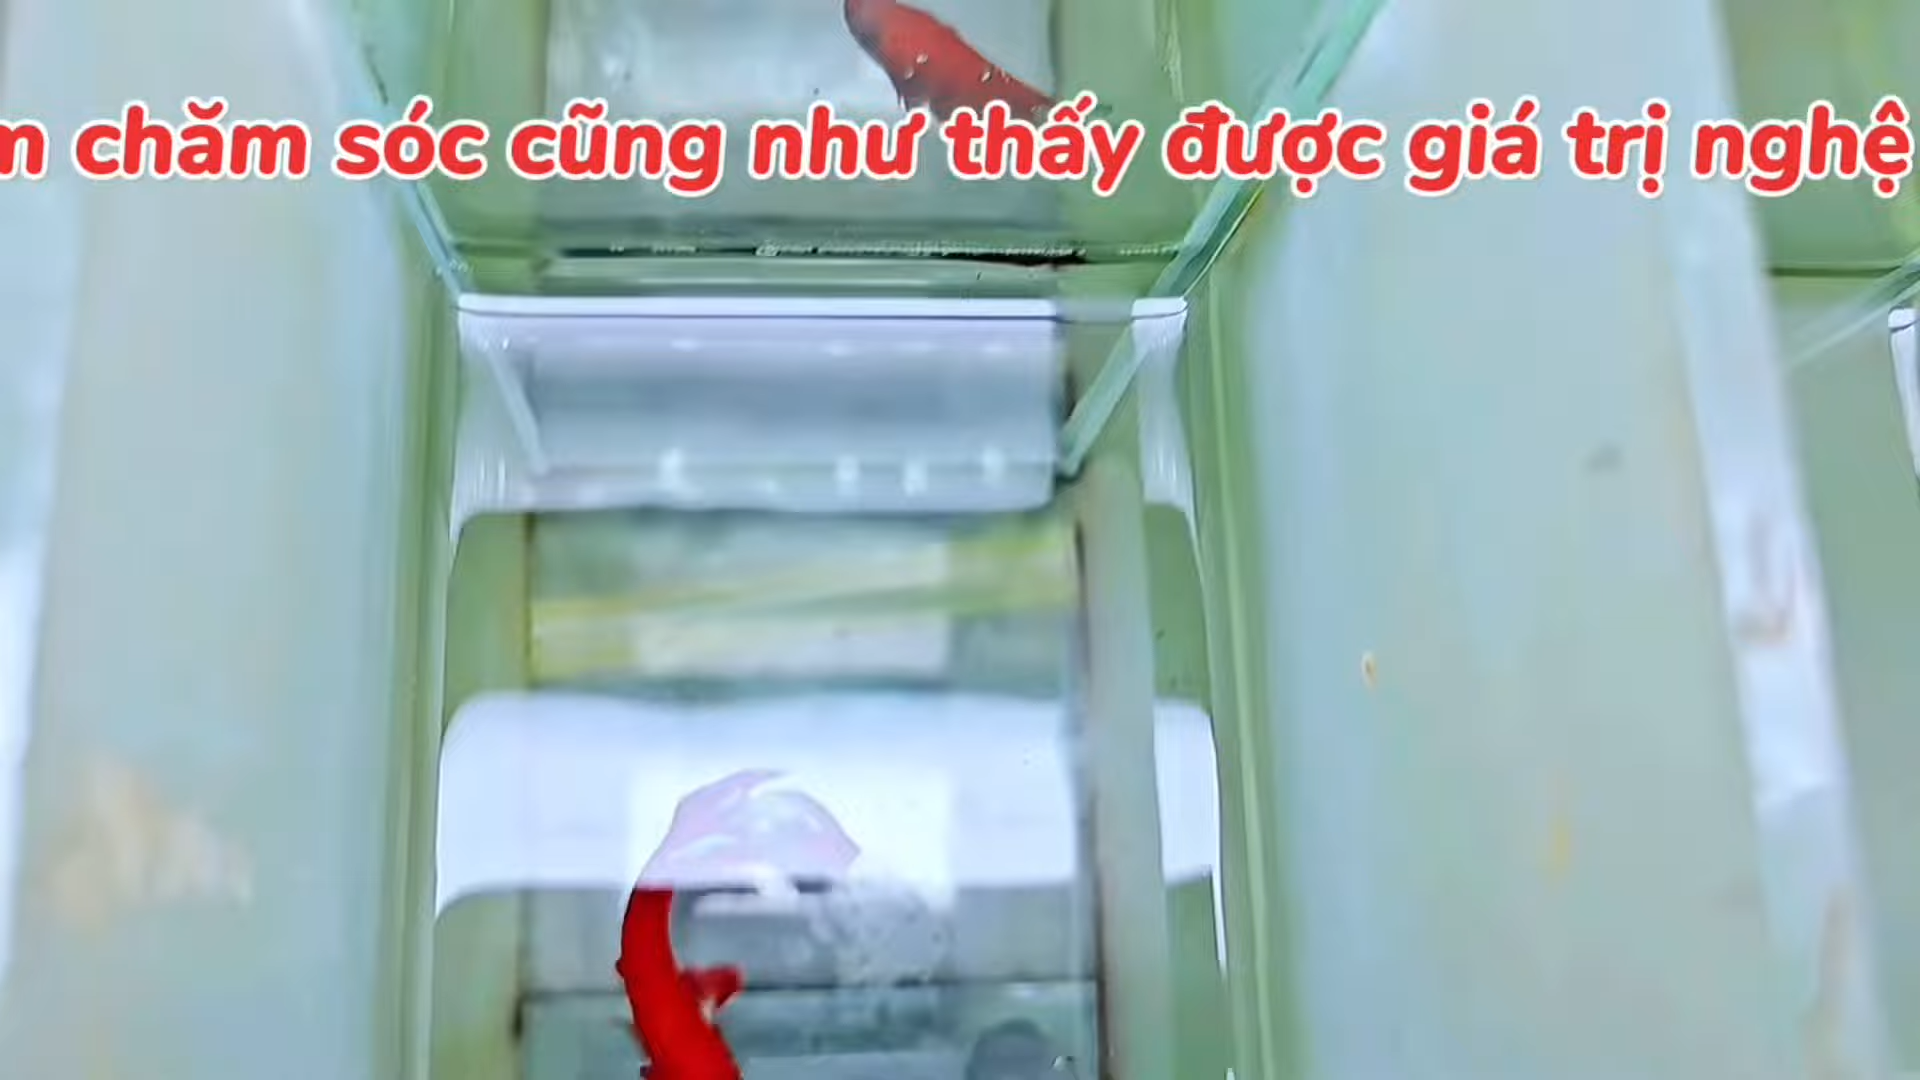 m chăm sóc cũng như thấy được giá trị nghệ